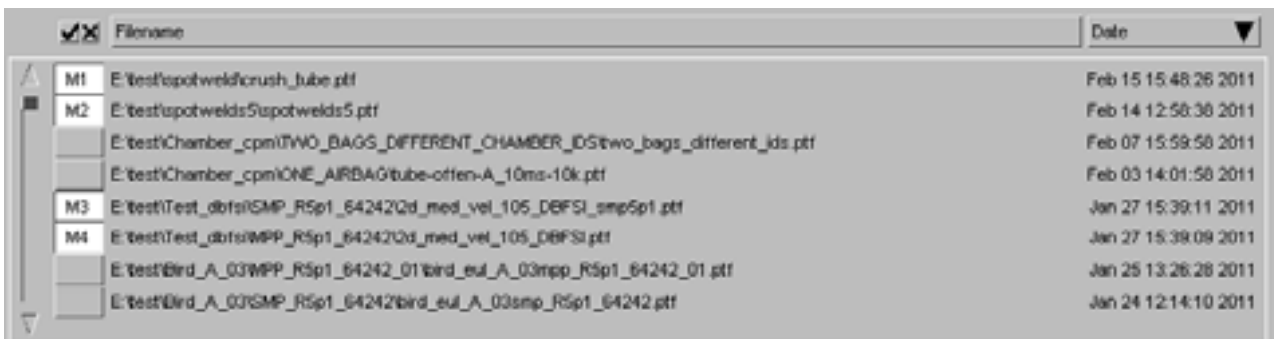 Filename Date
M1 E:\test\spotweld\crush_tube.ptf Feb 15 15:48:26 2011
M2 E:\test\spotwelds5\spotwelds5.ptf Feb 14 12:58:38 2011
E:\test\Chamber_cpm\TWO_BAGS_DIFFERENT_CHAMBER_IDS\two_bags_different_ids.ptf Feb 07 15:59:58 2011
E:\test\Chamber_cpm\ONE_AIRBAG\tube-offen-A_10ms-10k.ptf Feb 03 14:01:58 2011
M3 E:\test\Test_dbfsi\SMP_R5p1_64242\2d_med_vel_105_DBFSI_smp5p1.ptf Jan 27 15:39:11 2011
M4 E:\test\Test_dbfsi\MPP_R5p1_64242\2d_med_vel_105_DBFSI.ptf Jan 27 15:39:09 2011
E:\test\Bird_A_03\MPP_R5p1_64242_01\bird_eul_A_03mpp_R5p1_64242_01.ptf Jan 25 13:26:28 2011
E:\test\Bird_A_03\SMP_R5p1_64242\bird_eul_A_03smp_R5p1_64242.ptf Jan 24 12:14:10 2011